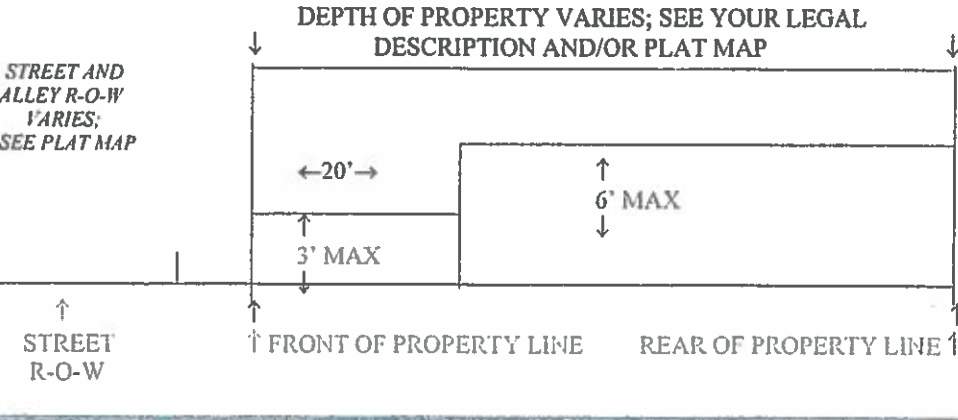 DEPTH OF PROPERTY VARIES; SEE YOUR LEGAL
DESCRIPTION AND/OR PLAT MAP
STREET AND
ALLEY R-O-W
VARIES;
SEE PLAT MAP
←20'→
↑
6' MAX
↓
↑
3' MAX
↓
↑
STREET
R-O-W
↑ FRONT OF PROPERTY LINE
REAR OF PROPERTY LINE ↑